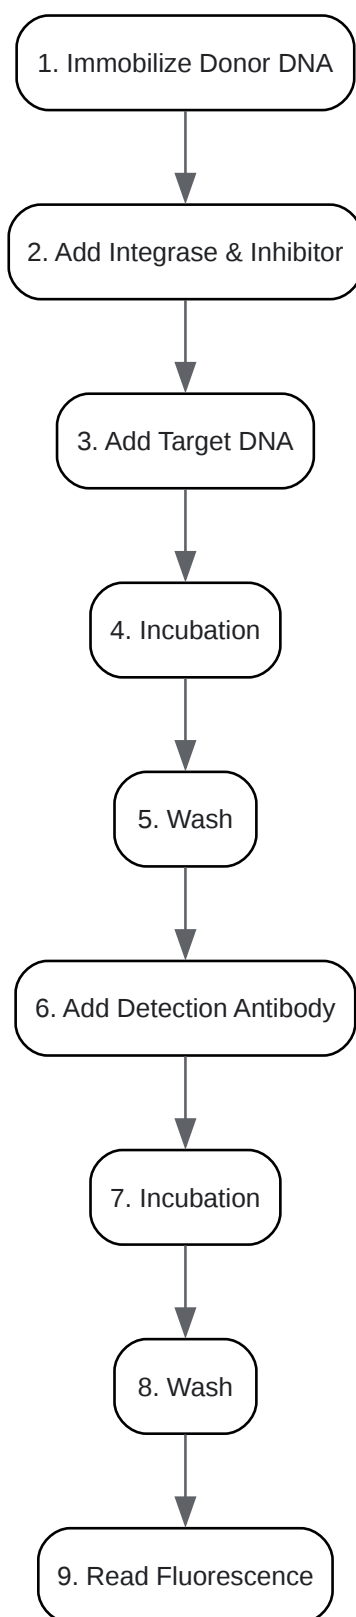 1. Immobilize Donor DNA
2. Add Integrase & Inhibitor
3. Add Target DNA
4. Incubation
5. Wash
6. Add Detection Antibody
7. Incubation
8. Wash
9. Read Fluorescence